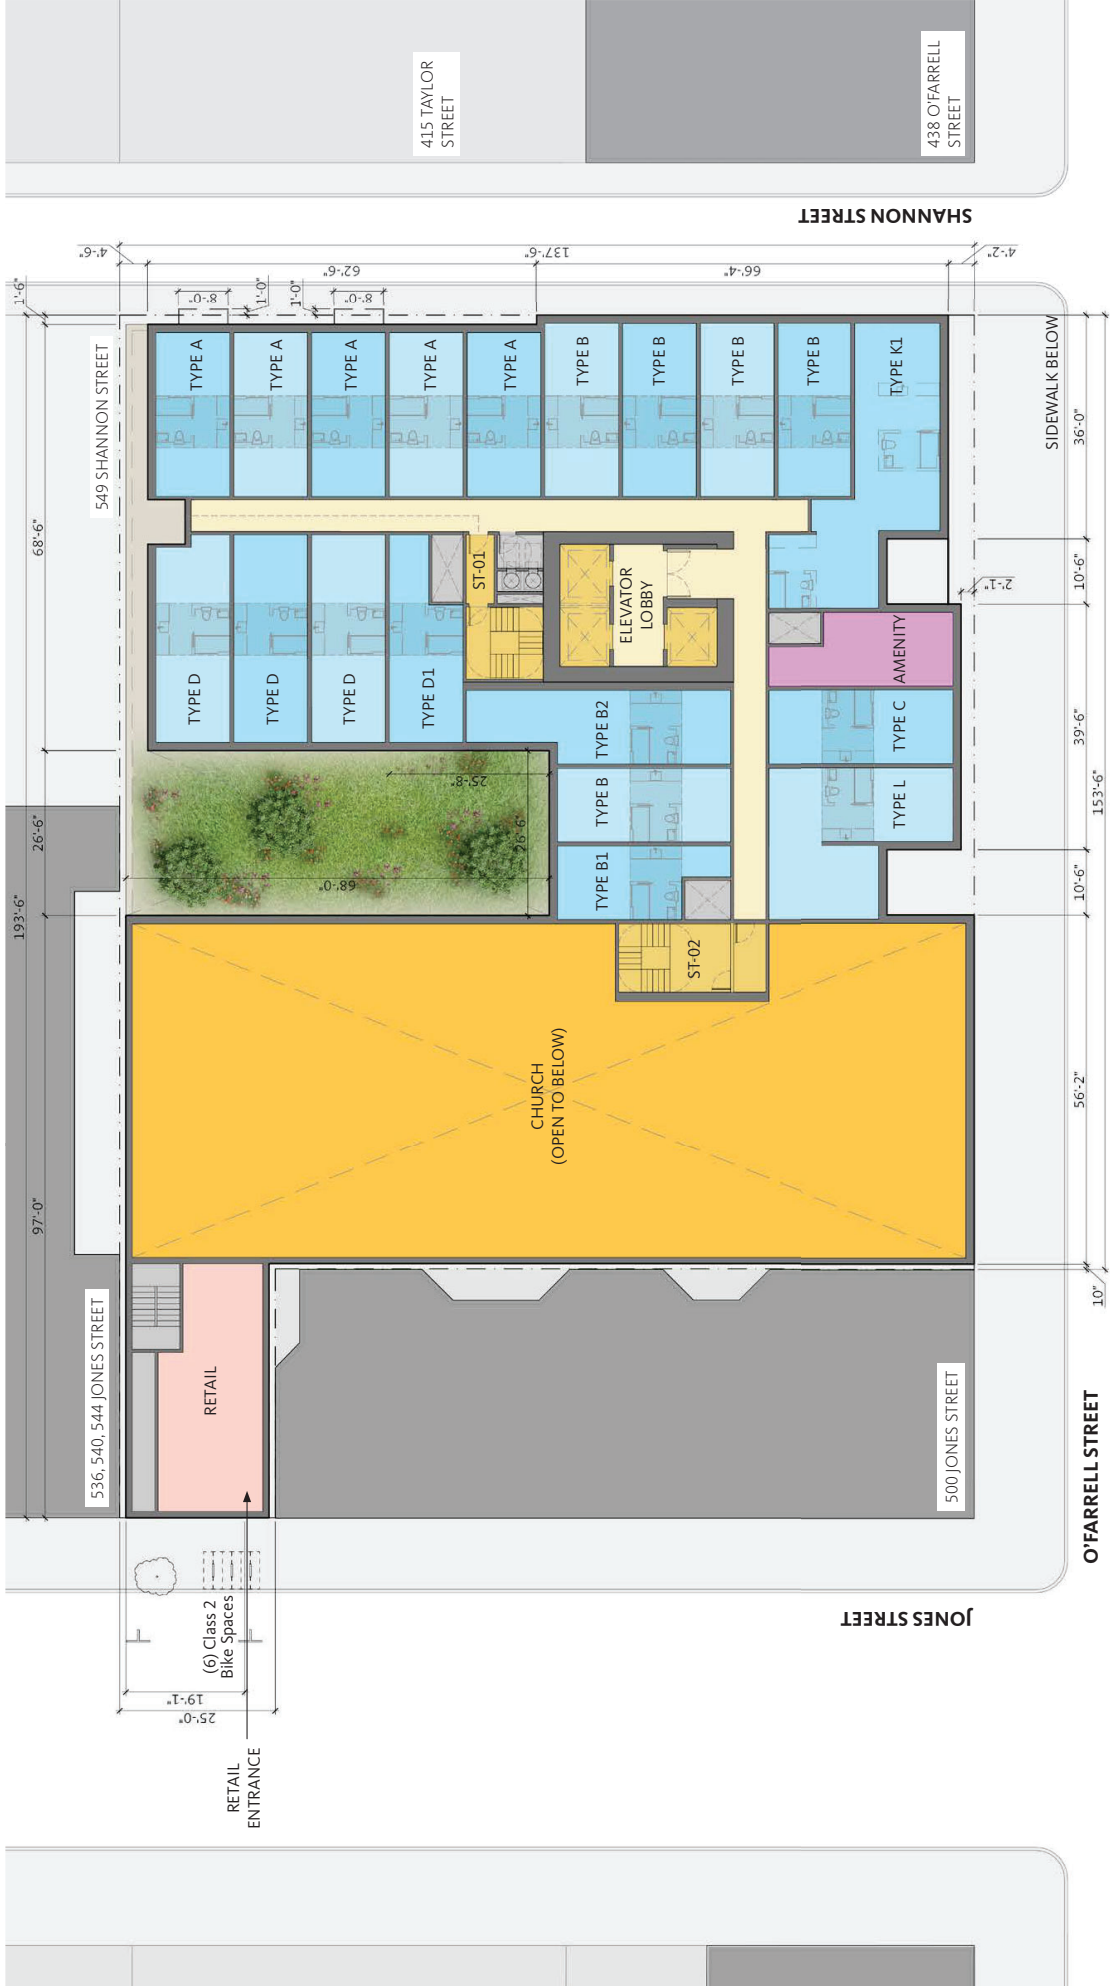 415 TAYLOR
STREET
438 O'FARRELL
STREET
SHANNON STREET
4'-6"
137'-6"
4'-2"
62'-6"
66'-4"
1'-6"
8'-0"
1'-0"
1'-0"
8'-0"
549 SHANNON STREET
TYPE A
TYPE A
TYPE A
TYPE A
TYPE A
TYPE B
TYPE B
TYPE B
TYPE B
TYPE K1
SIDEWALK BELOW
36'-0"
68'-6"
ST-01
ELEVATOR
LOBBY
10'-6"
2'-1"
TYPE D
TYPE D
TYPE D
TYPE D1
TYPE B2
AMENITY
TYPE C
39'-6"
153'-6"
25'-8"
26'-6"
26'-6"
68'-0"
TYPE B
TYPE L
TYPE B1
10'-6"
193'-6"
ST-02
CHURCH
(OPEN TO BELOW)
56'-2"
97'-0"
10"
536, 540, 544 JONES STREET
RETAIL
500 JONES STREET
O'FARRELL STREET
JONES STREET
(6) Class 2
Bike Spaces
19'-1"
25'-0"
RETAIL
ENTRANCE